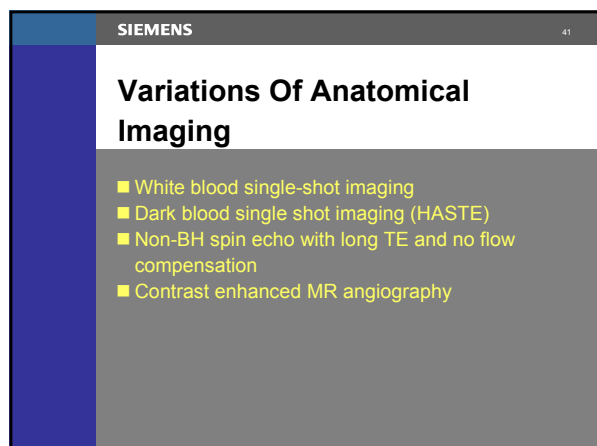 SIEMENS
41
Variations Of Anatomical
Imaging
■ White blood single-shot imaging
■ Dark blood single shot imaging (HASTE)
■ Non-BH spin echo with long TE and no flow
compensation
■ Contrast enhanced MR angiography